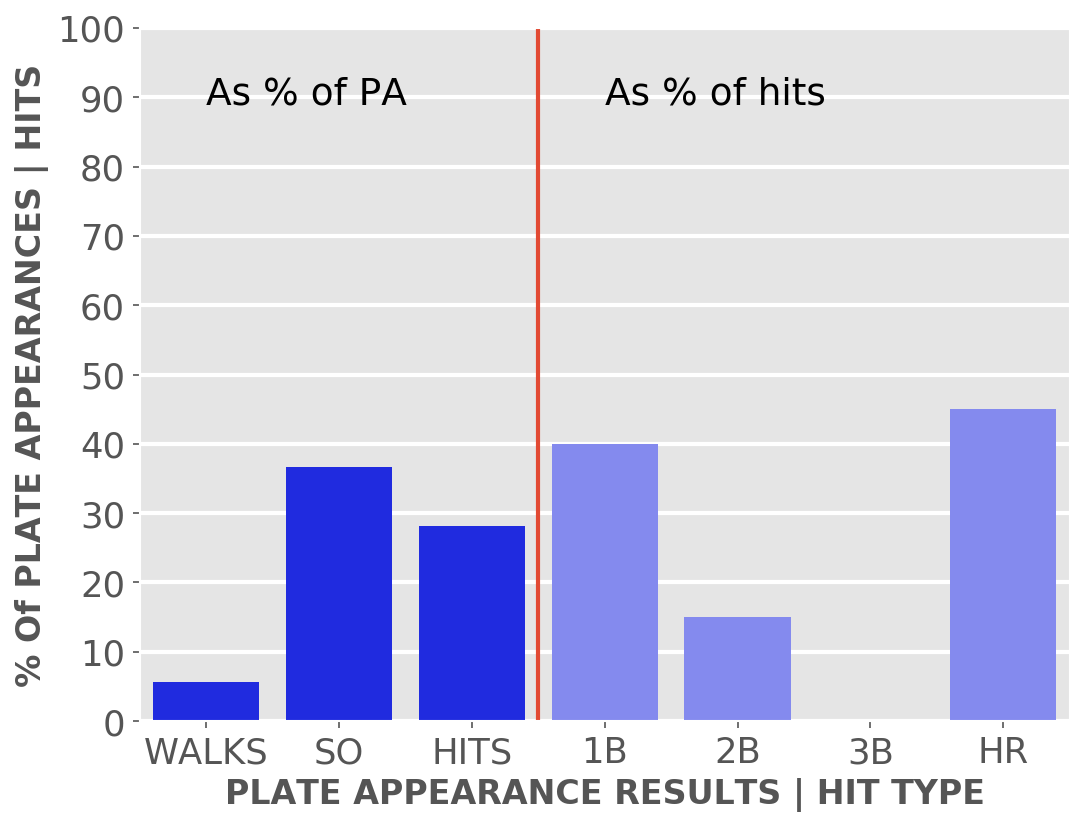 % Of PLATE APPEARANCES | HITS
100
90
80
70
60
50
40
30
20
10
0
As % of PA
As % of hits
WALKS SO HITS 1B 2B 3B HR
PLATE APPEARANCE RESULTS | HIT TYPE